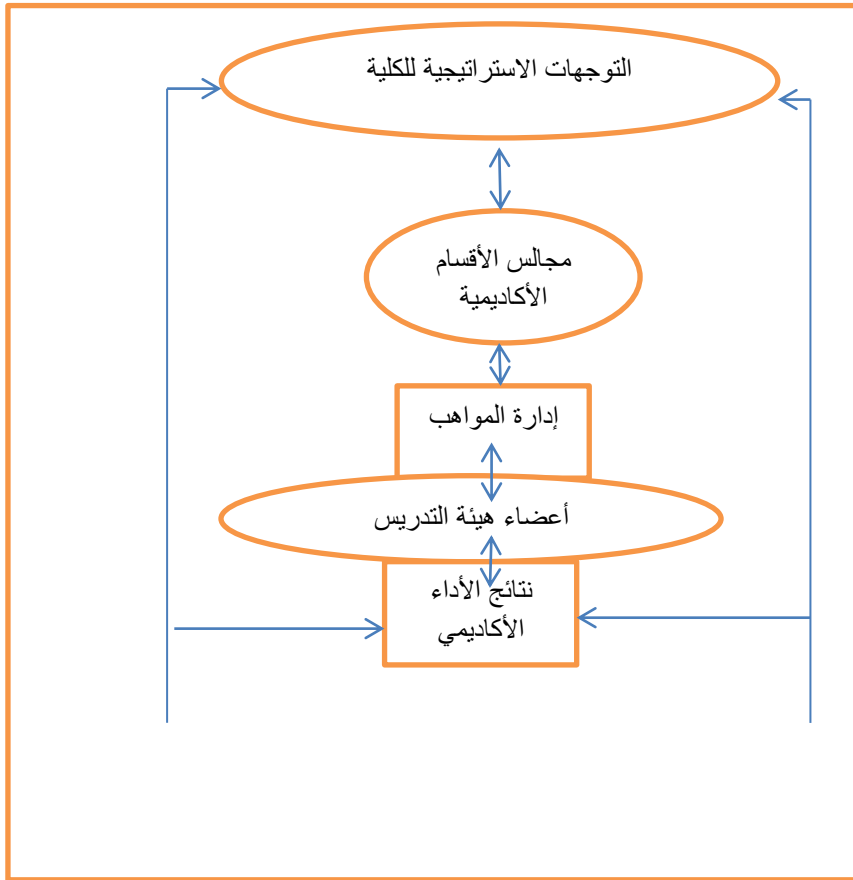 التوجهات الاستراتيجية للكلية
مجالس الأقسام
الأكاديمية
إدارة المواهب
أعضاء هيئة التدريس
نتائج الأداء
الأكاديمي